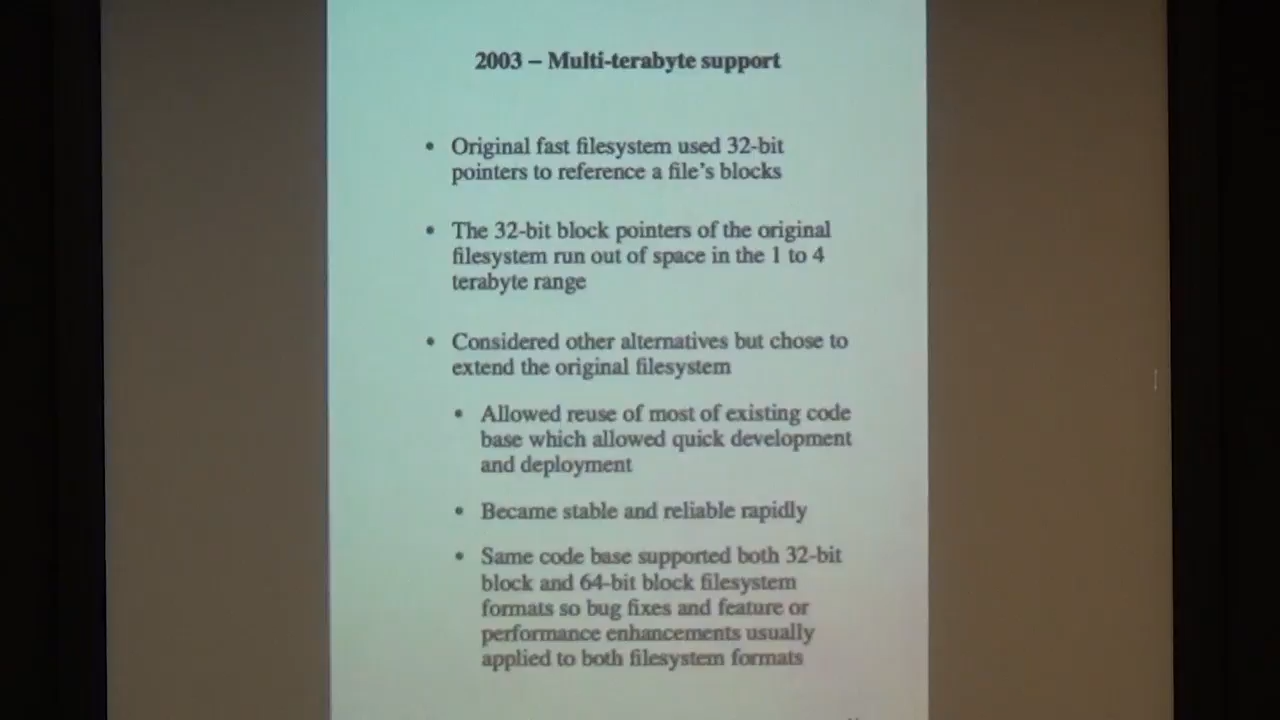 2003 – Multi-terabyte support
• Original fast filesystem used 32-bit
pointers to reference a file's blocks
• The 32-bit block pointers of the original
filesystem run out of space in the 1 to 4
terabyte range
• Considered other alternatives but chose to
extend the original filesystem
• Allowed reuse of most of existing code
base which allowed quick development
and deployment
• Became stable and reliable rapidly
• Same code base supported both 32-bit
block and 64-bit block filesystem
formats so bug fixes and feature or
performance enhancements usually
applied to both filesystem formats